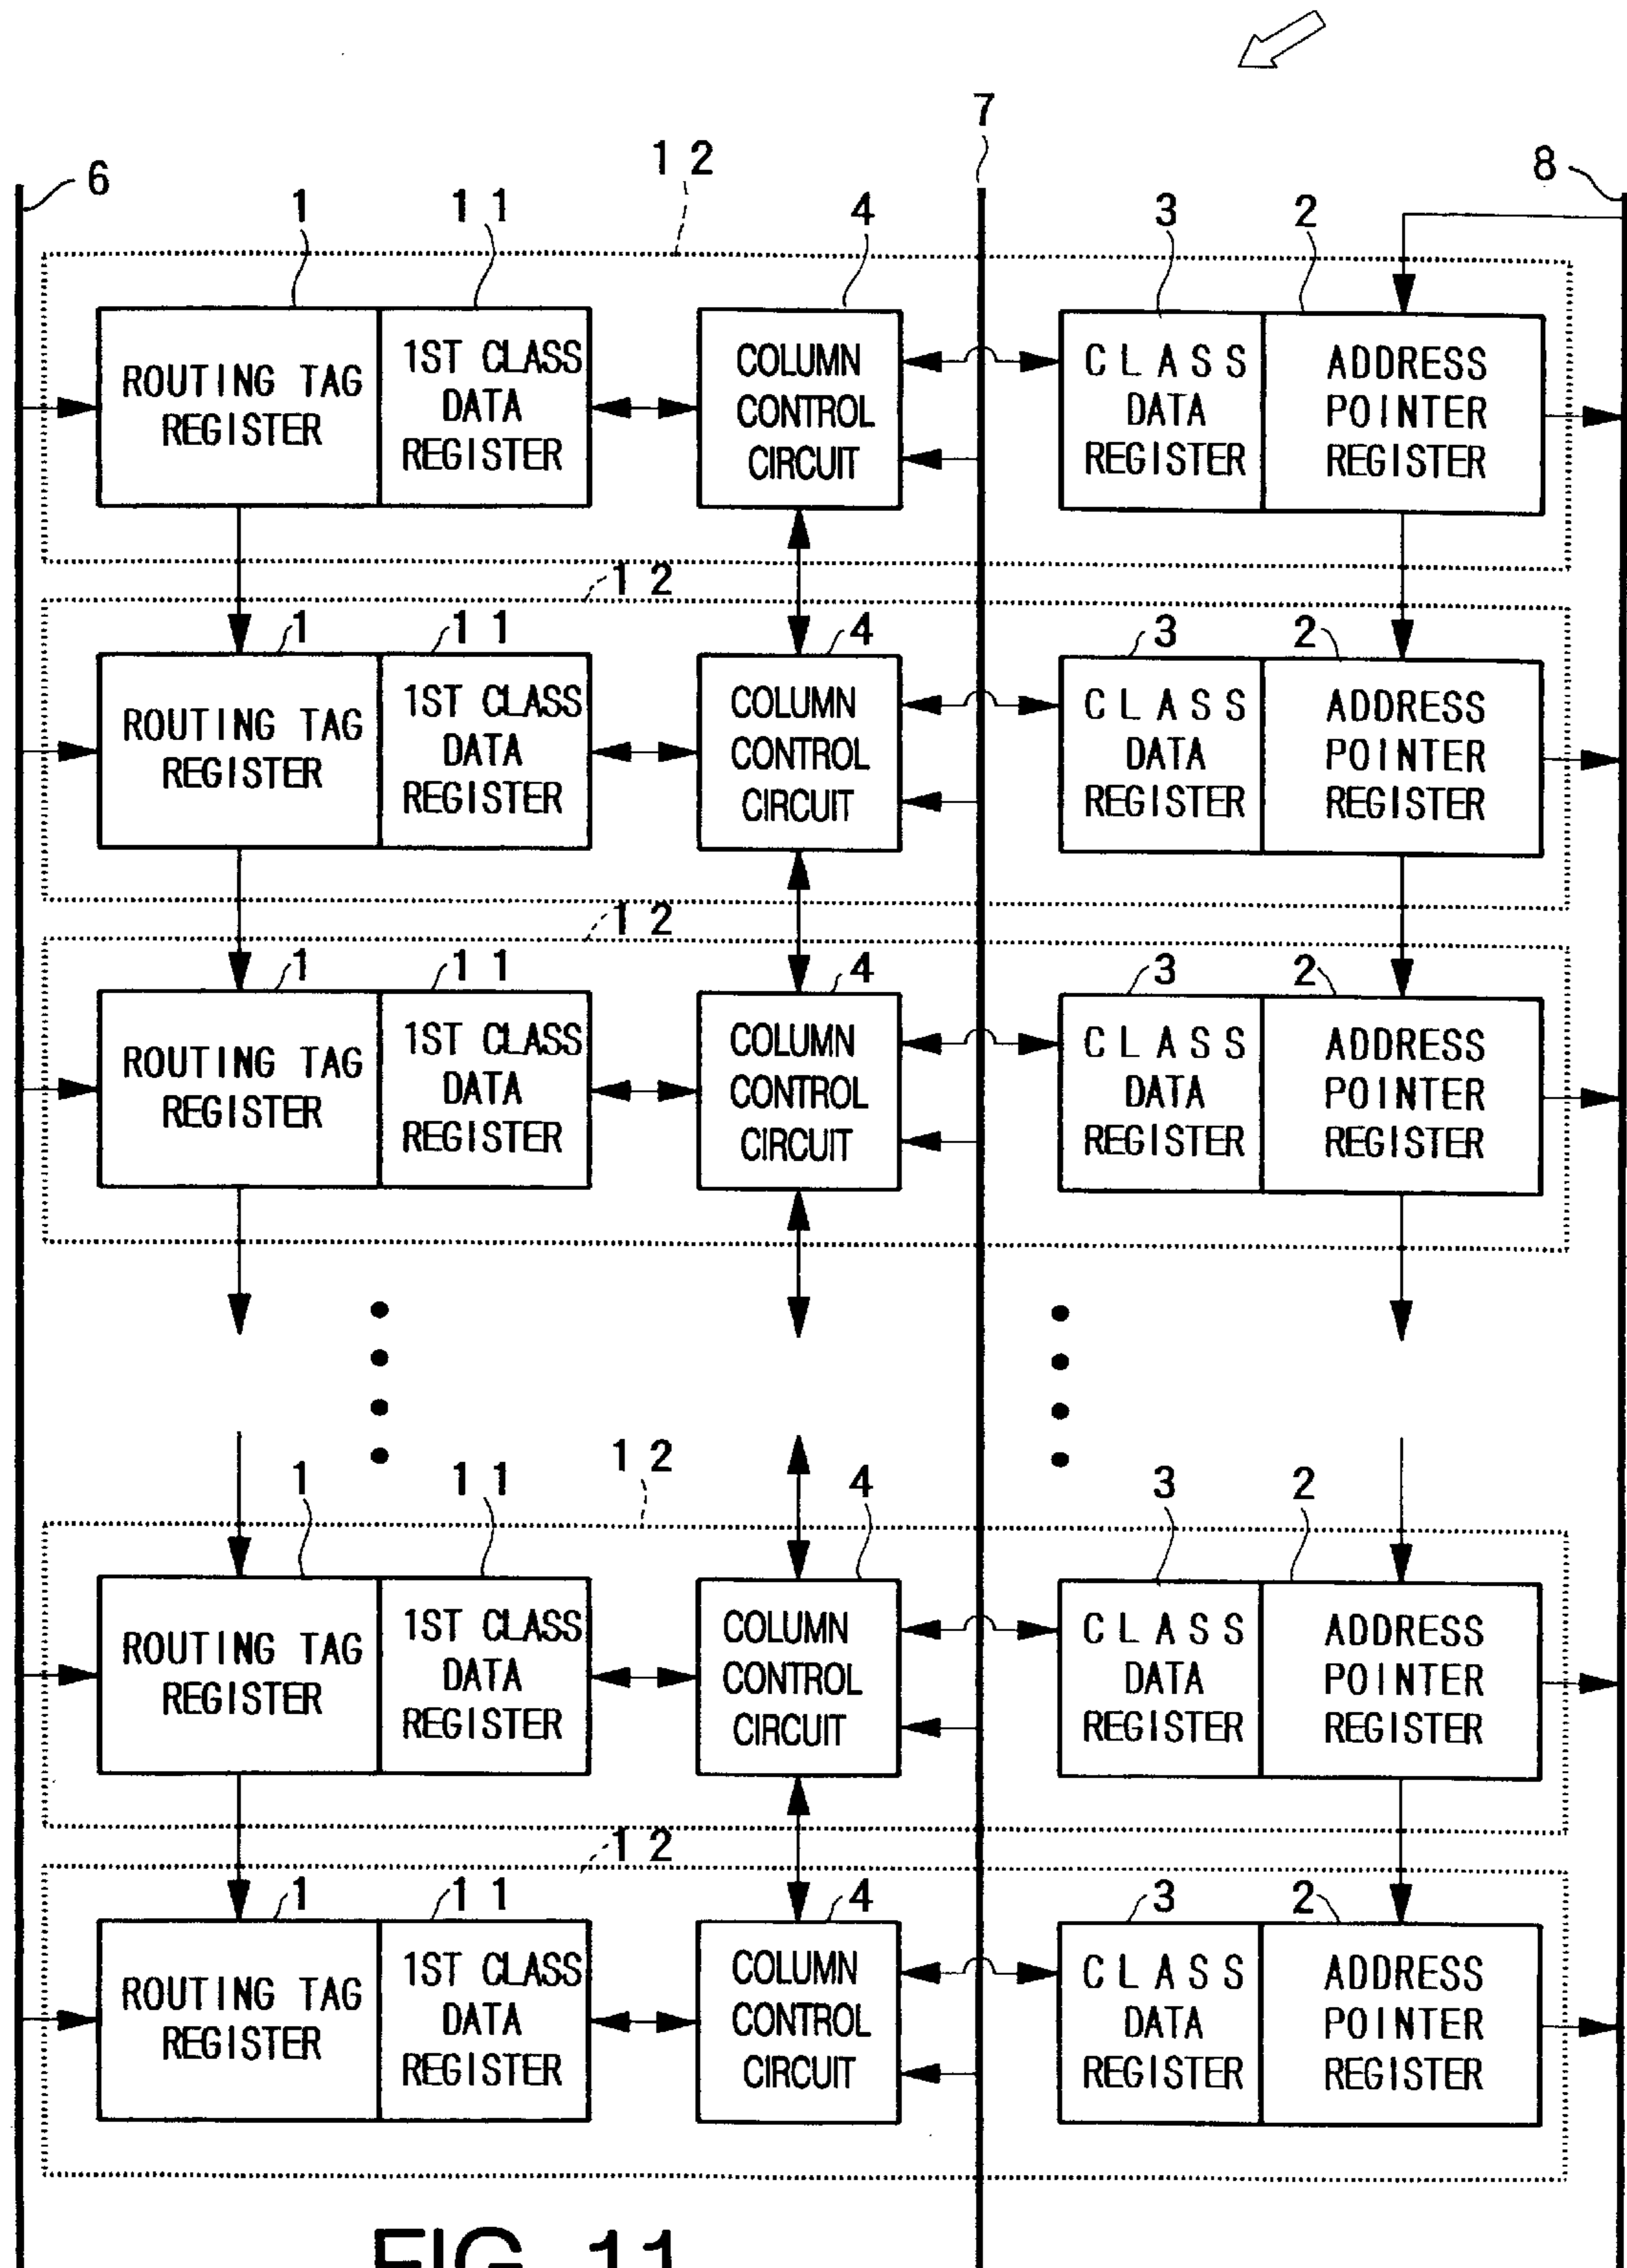 7
6
1 2
8
1
1 1
4
3
2
ROUTING TAG
REGISTER
1ST CLASS
DATA
REGISTER
COLUMN
CONTROL
CIRCUIT
C L A S S
DATA
REGISTER
ADDRESS
POINTER
REGISTER
1 2
1
1 1
4
3
2
ROUTING TAG
REGISTER
1ST CLASS
DATA
REGISTER
COLUMN
CONTROL
CIRCUIT
C L A S S
DATA
REGISTER
ADDRESS
POINTER
REGISTER
1 2
1
1 1
4
3
2
ROUTING TAG
REGISTER
1ST CLASS
DATA
REGISTER
COLUMN
CONTROL
CIRCUIT
C L A S S
DATA
REGISTER
ADDRESS
POINTER
REGISTER
1 2
1
1 1
4
3
2
ROUTING TAG
REGISTER
1ST CLASS
DATA
REGISTER
COLUMN
CONTROL
CIRCUIT
C L A S S
DATA
REGISTER
ADDRESS
POINTER
REGISTER
1 2
1
1 1
4
3
2
ROUTING TAG
REGISTER
1ST CLASS
DATA
REGISTER
COLUMN
CONTROL
CIRCUIT
C L A S S
DATA
REGISTER
ADDRESS
POINTER
REGISTER
FIG. 11